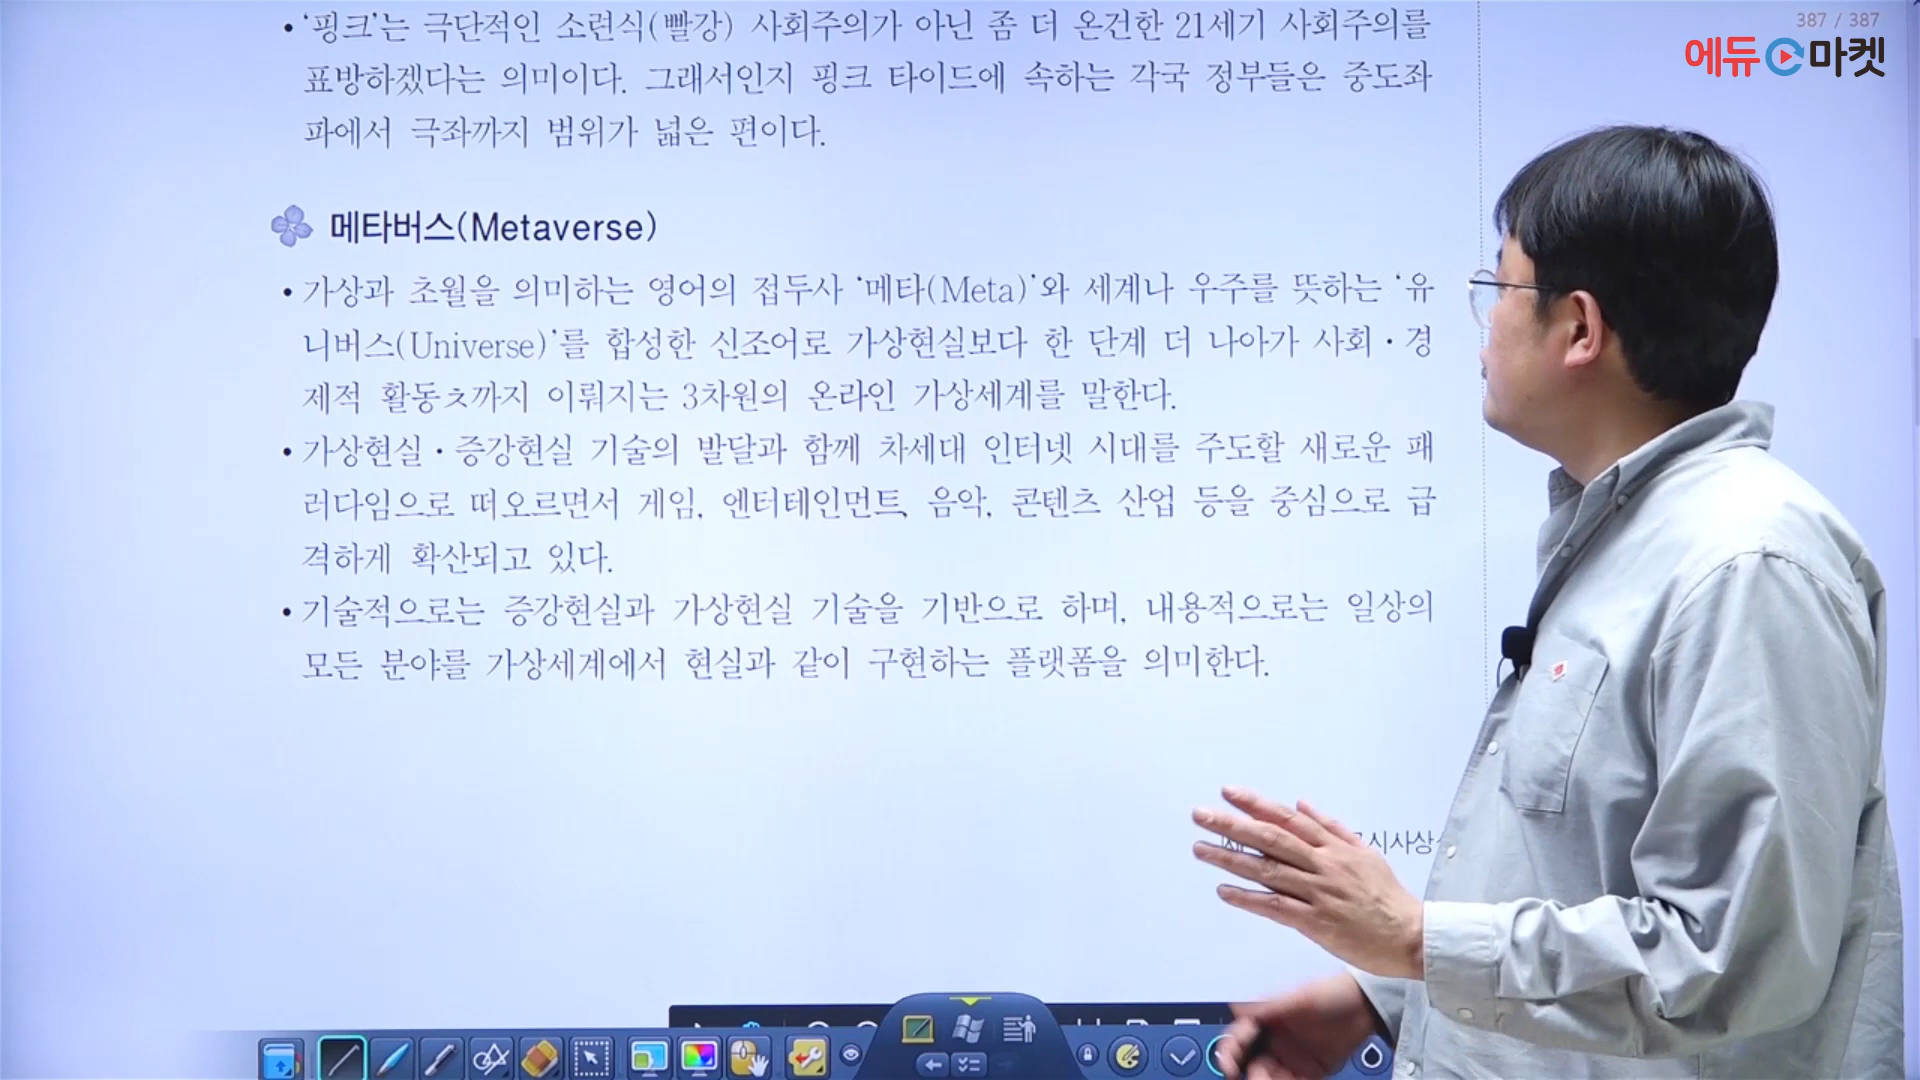 387 / 387
에듀마켓
• '핑크'는 극단적인 소련식(빨강) 사회주의가 아닌 좀 더 온건한 21세기 사회주의를
표방하겠다는 의미이다. 그래서인지 핑크 타이드에 속하는 각국 정부들은 중도좌
파에서 극좌까지 범위가 넓은 편이다.
메타버스(Metaverse)
• 가상과 초월을 의미하는 영어의 접두사 '메타(Meta)'와 세계나 우주를 뜻하는 '유
니버스(Universe)'를 합성한 신조어로 가상현실보다 한 단계 더 나아가 사회·경
제적 활동ㅊ까지 이뤄지는 3차원의 온라인 가상세계를 말한다.
• 가상현실·증강현실 기술의 발달과 함께 차세대 인터넷 시대를 주도할 새로운 패
러다임으로 떠오르면서 게임, 엔터테인먼트, 음악, 콘텐츠 산업 등을 중심으로 급
격하게 확산되고 있다.
• 기술적으로는 증강현실과 가상현실 기술을 기반으로 하며, 내용적으로는 일상의
모든 분야를 가상세계에서 현실과 같이 구현하는 플랫폼을 의미한다.